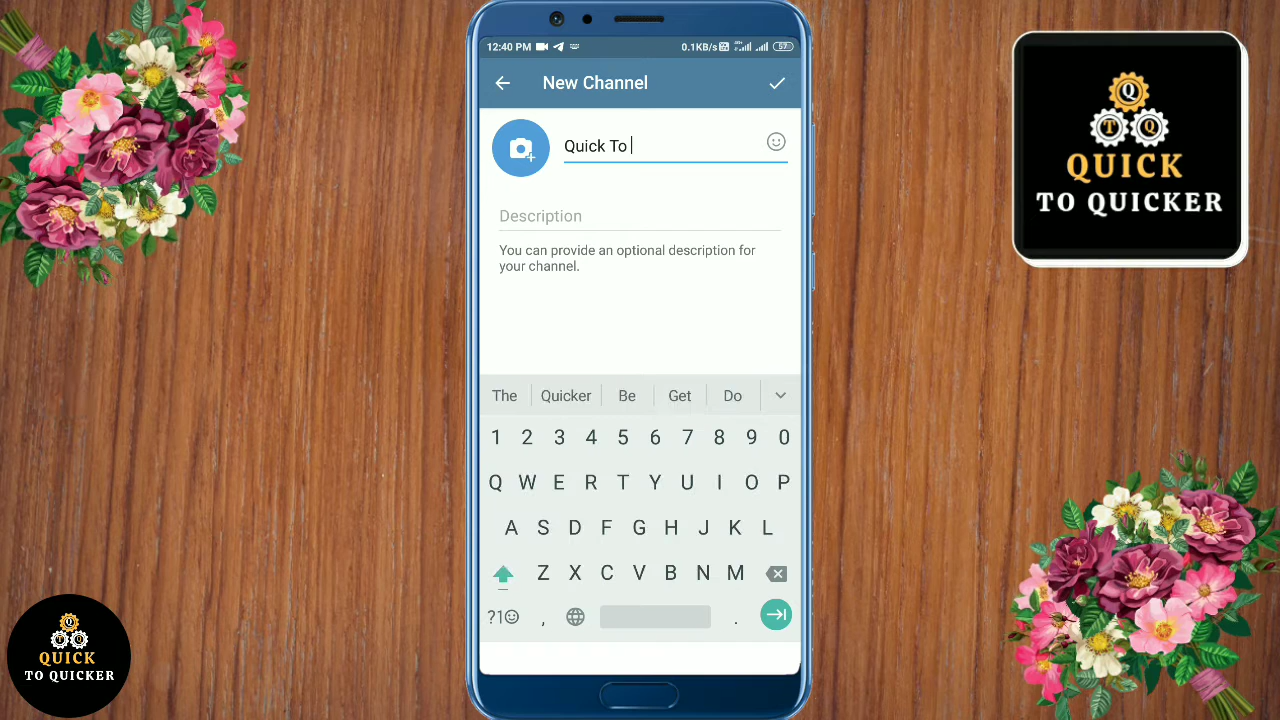 12:40 PM 0.1KB/s 57
New Channel
Quick To
Description
You can provide an optional description for
your channel.
The Quicker Be Get Do
1 2 3 4 5 6 7 8 9 0
Q W E R T Y U I O P
A S D F G H J K L
Z X C V B N M
?1☺ , .
Q
T Q
QUICK
TO QUICKER
QUICK
TO QUICKER